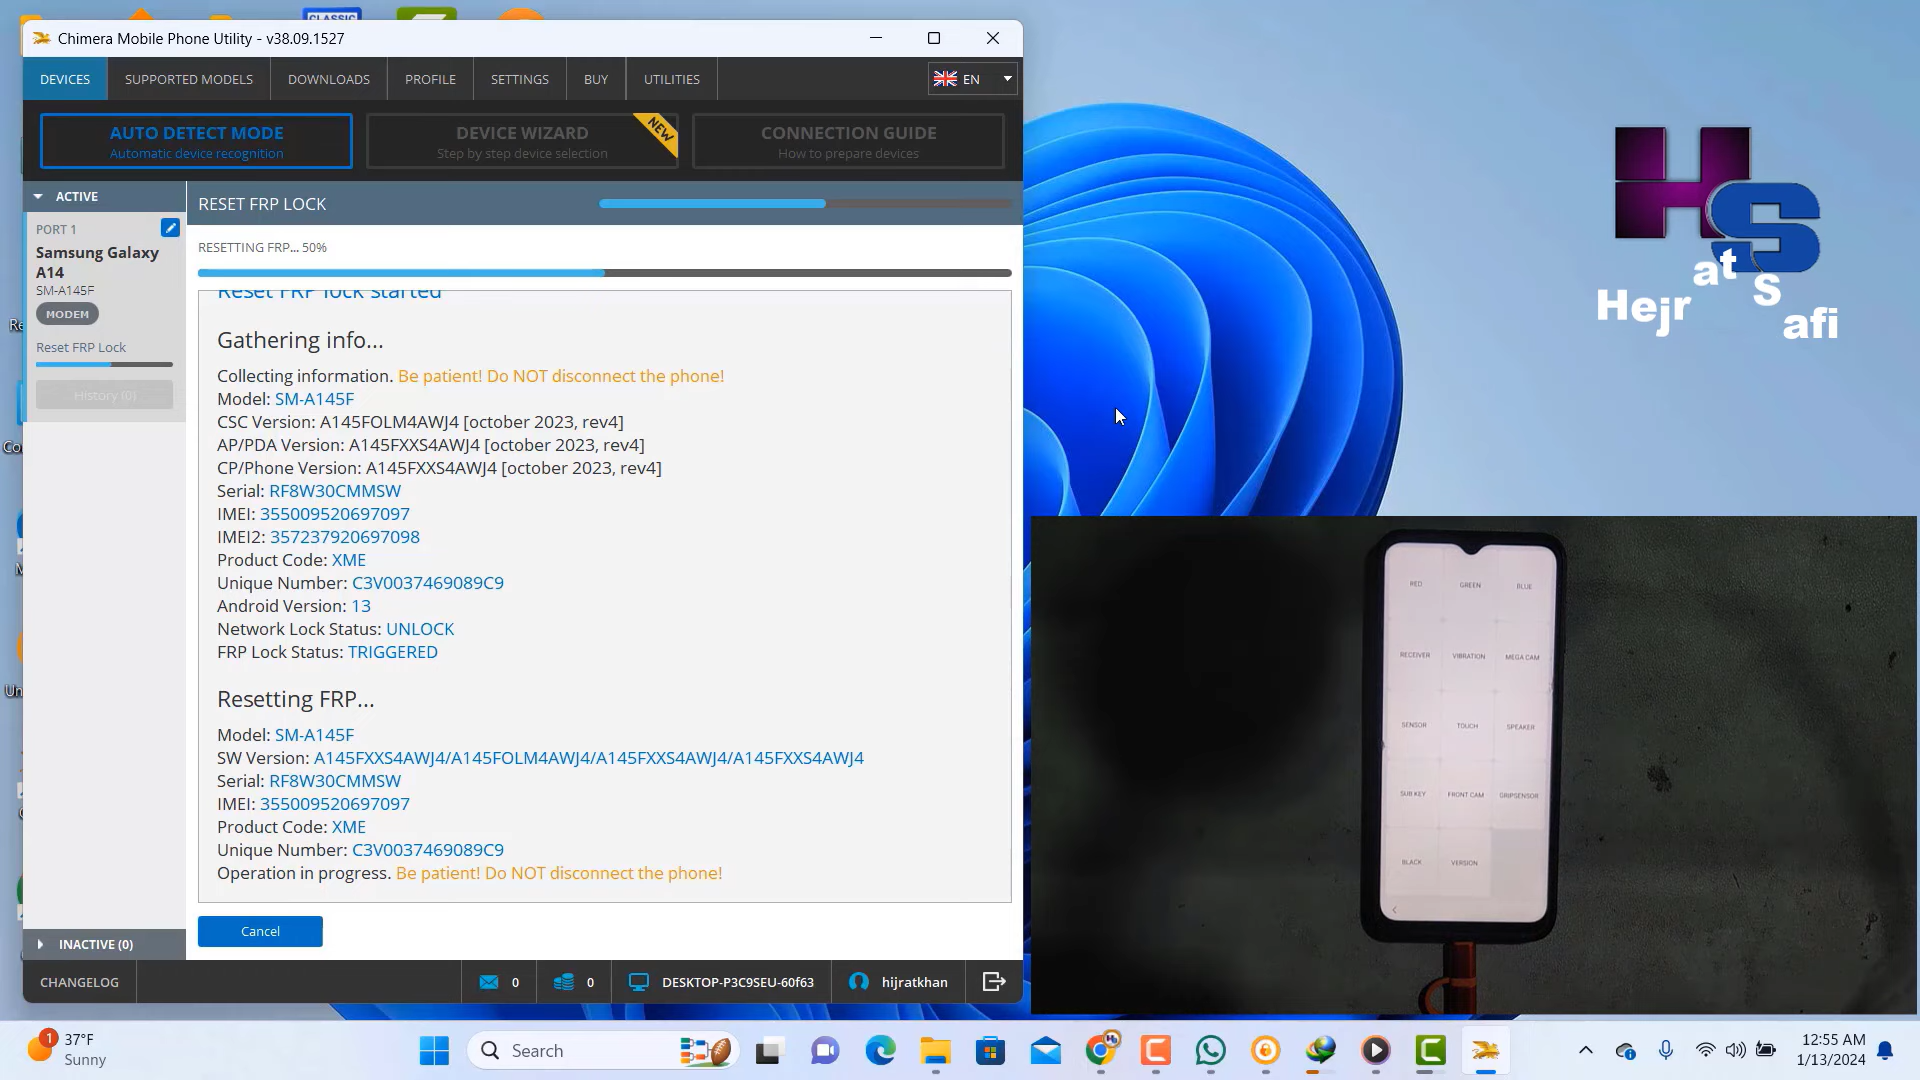 CLASSIC
Chimera Mobile Phone Utility - v38.09.1527
DEVICES
SUPPORTED MODELS
DOWNLOADS
PROFILE
SETTINGS
BUY
UTILITIES
EN
AUTO DETECT MODE
Automatic device recognition
DEVICE WIZARD
Step by step device selection
NEW
CONNECTION GUIDE
How to prepare devices
ACTIVE
PORT 1
Samsung Galaxy
A14
SM-A145F
MODEM
Reset FRP Lock
History (0)
INACTIVE (0)
RESET FRP LOCK
RESETTING FRP... 50%
Reset FRP lock started
Gathering info...
Collecting information. Be patient! Do NOT disconnect the phone!
Model: SM-A145F
CSC Version: A145FOLM4AWJ4 [october 2023, rev4]
AP/PDA Version: A145FXXS4AWJ4 [october 2023, rev4]
CP/Phone Version: A145FXXS4AWJ4 [october 2023, rev4]
Serial: RF8W30CMMSW
IMEI: 355009520697097
IMEI2: 357237920697098
Product Code: XME
Unique Number: C3V0037469089C9
Android Version: 13
Network Lock Status: UNLOCK
FRP Lock Status: TRIGGERED
Resetting FRP...
Model: SM-A145F
SW Version: A145FXXS4AWJ4/A145FOLM4AWJ4/A145FXXS4AWJ4/A145FXXS4AWJ4
Serial: RF8W30CMMSW
IMEI: 355009520697097
Product Code: XME
Unique Number: C3V0037469089C9
Operation in progress. Be patient! Do NOT disconnect the phone!
Cancel
CHANGELOG
0
0
DESKTOP-P3C9SEU-60f63
hijratkhan
HS
Hejrat Safi
RED GREEN BLUE
RECEIVER VIBRATION MEGA CAM
SENSOR TOUCH SPEAKER
SUB KEY FRONT CAM GRIPSENSOR
BLACK VERSION
1
37°F
Sunny
Search
12:55 AM
1/13/2024